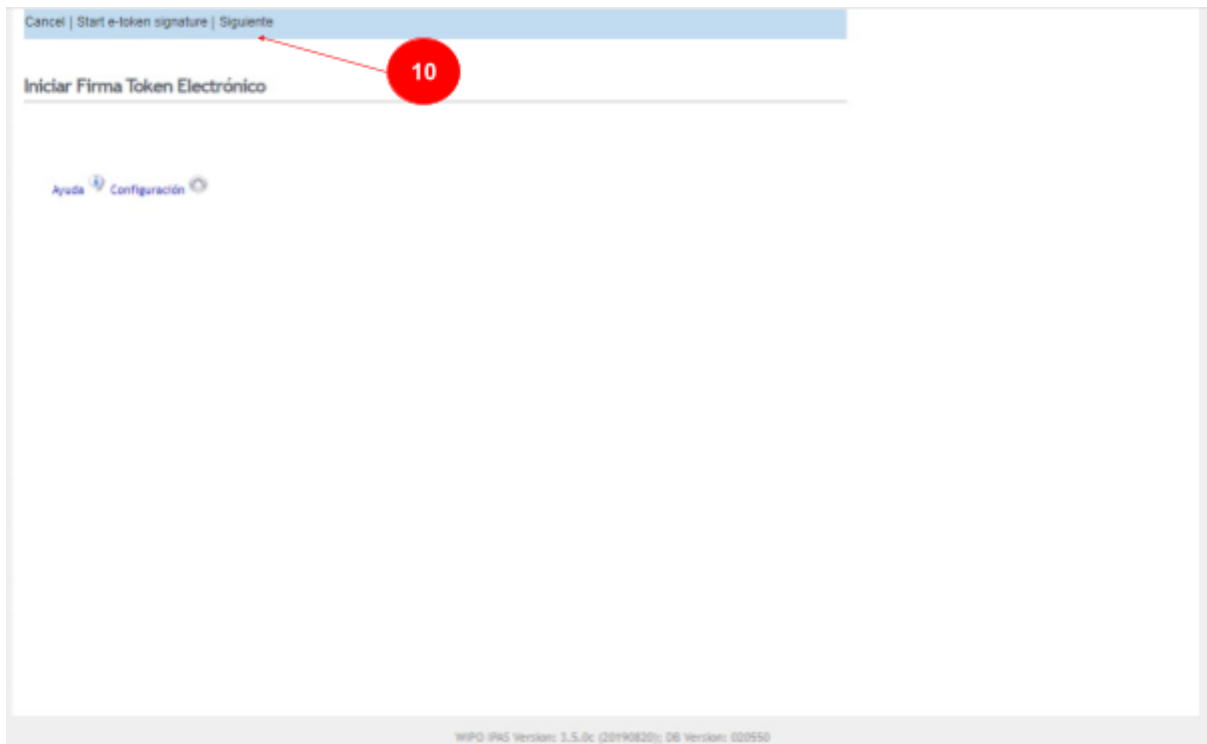 Cancel | Start e-token signature | Siguiente
10
Iniciar Firma Token Electrónico
Ayuda Configuración
WIPO IPAS Version: 3.5.0c (20190820); DB Version: 020550